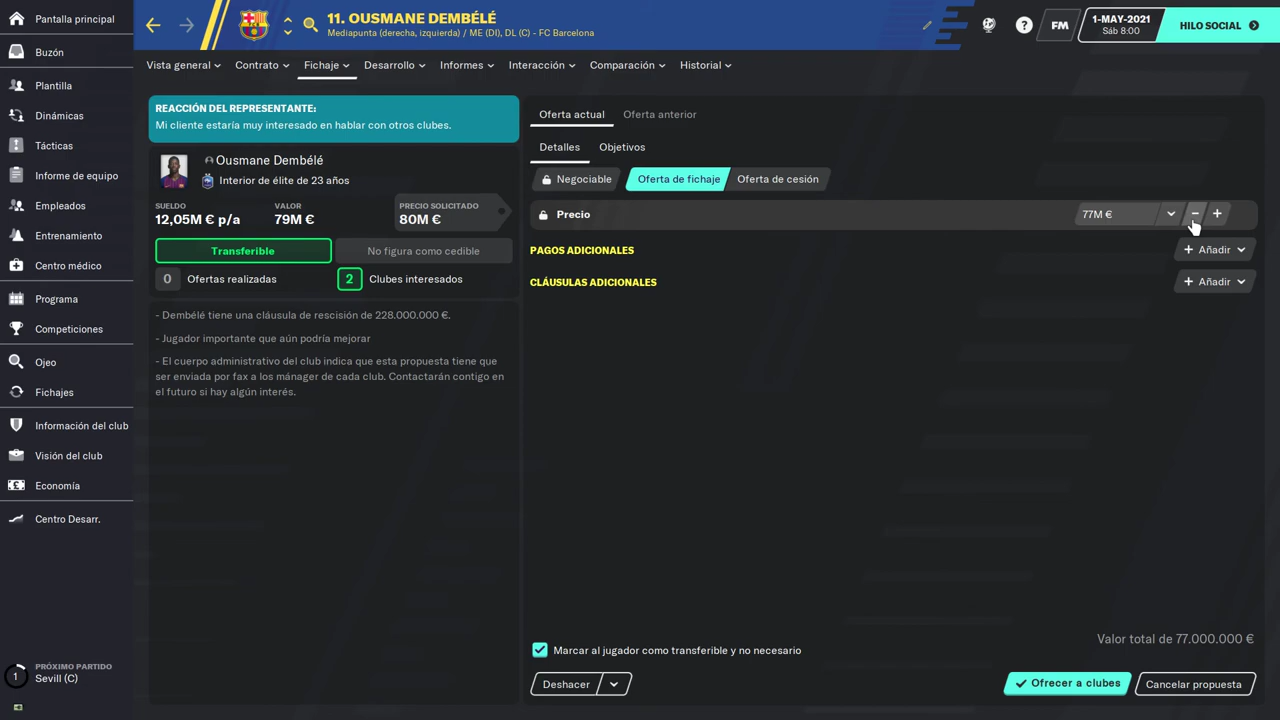 Pantalla principal
Buzón
Plantilla
Dinámicas
Tácticas
Informe de equipo
Empleados
Entrenamiento
Centro médico
Programa
Competiciones
Ojeo
Fichajes
Información del club
Visión del club
Economía
Centro Desarr.
PRÓXIMO PARTIDO
1
Sevill (C)
11. OUSMANE DEMBÉLÉ
Mediapunta (derecha, izquierda) / ME (DI), DL (C) - FC Barcelona
?
FM
1-MAY-2021
Sáb 8:00
HILO SOCIAL
Vista general
Contrato
Fichaje
Desarrollo
Informes
Interacción
Comparación
Historial
REACCIÓN DEL REPRESENTANTE:
Mi cliente estaría muy interesado en hablar con otros clubes.
Ousmane Dembélé
Interior de élite de 23 años
SUELDO
12,05M € p/a
VALOR
79M €
PRECIO SOLICITADO
80M €
Transferible
No figura como cedible
0 Ofertas realizadas
2 Clubes interesados
- Dembélé tiene una cláusula de rescisión de 228.000.000 €.
- Jugador importante que aún podría mejorar
- El cuerpo administrativo del club indica que esta propuesta tiene que
ser enviada por fax a los mánager de cada club. Contactarán contigo en
el futuro si hay algún interés.
Oferta actual
Oferta anterior
Detalles
Objetivos
Negociable
Oferta de fichaje
Oferta de cesión
Precio
77M €
- +
PAGOS ADICIONALES
+ Añadir
CLÁUSULAS ADICIONALES
+ Añadir
Valor total de 77.000.000 €
Marcar al jugador como transferible y no necesario
Deshacer
Ofrecer a clubes
Cancelar propuesta